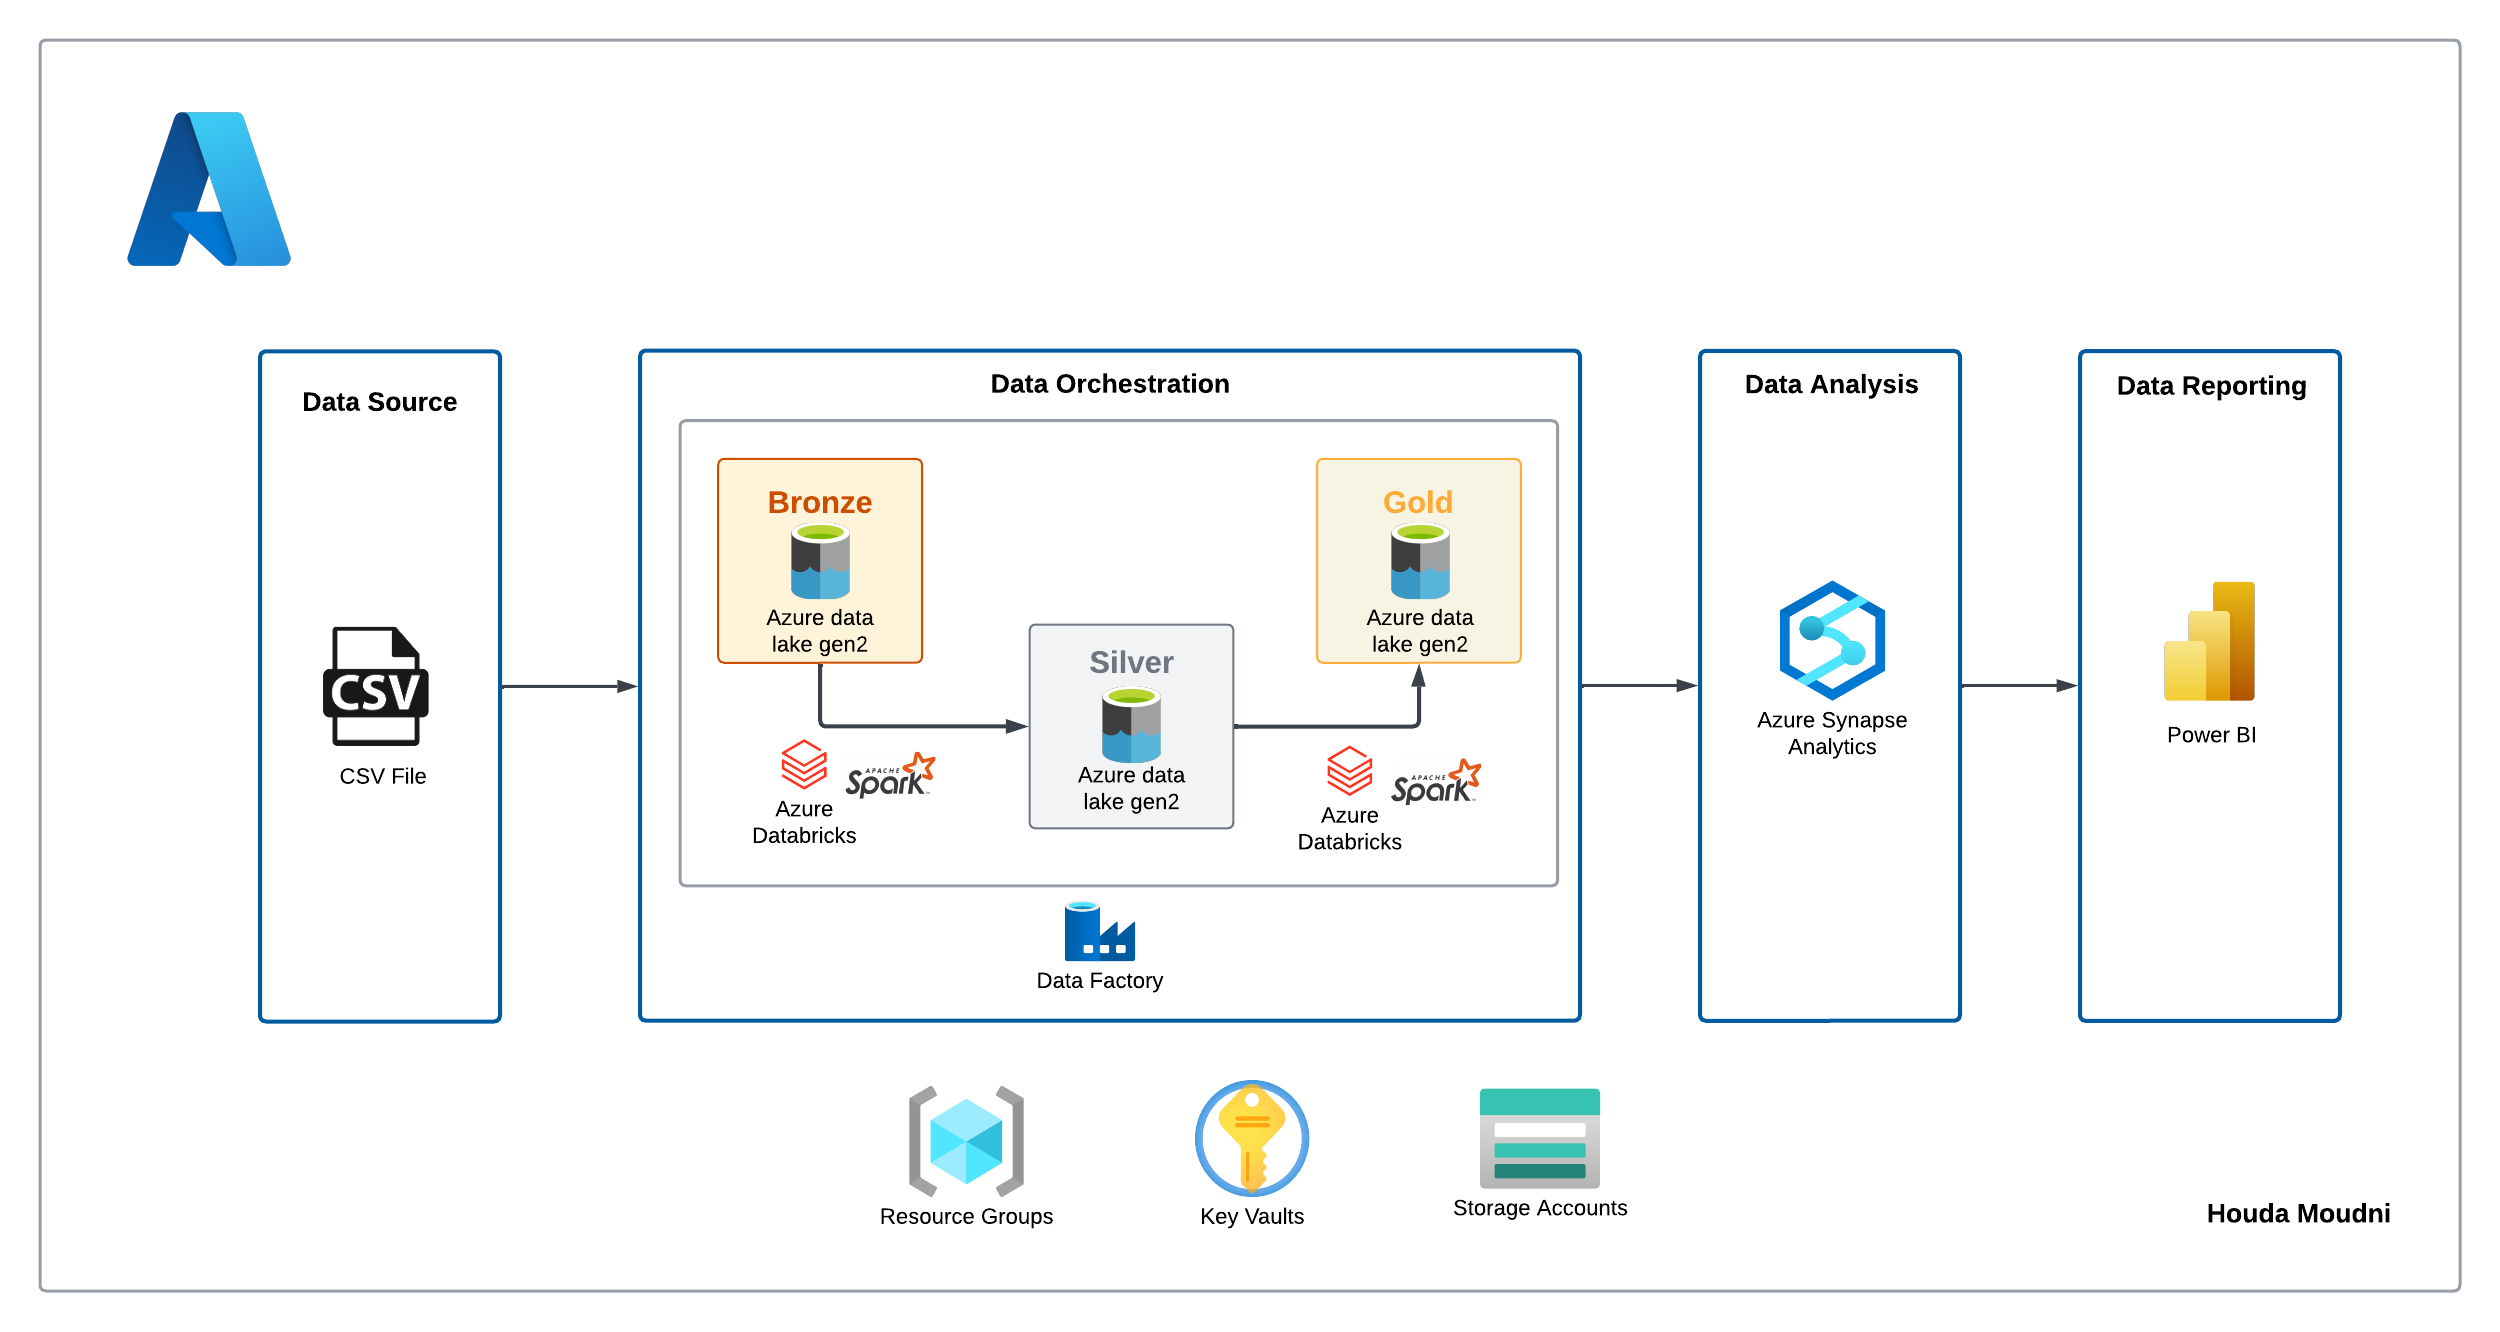 Data Source
CSV
CSV File
Data Orchestration
Bronze
Azure data
lake gen2
Silver
Azure data
lake gen2
Gold
Azure data
lake gen2
Azure
Databricks
APACHE
Spark
Azure
Databricks
APACHE
Spark
Data Factory
Data Analysis
Azure Synapse
Analytics
Data Reporting
Power BI
Resource Groups
Key Vaults
Storage Accounts
Houda Moudni